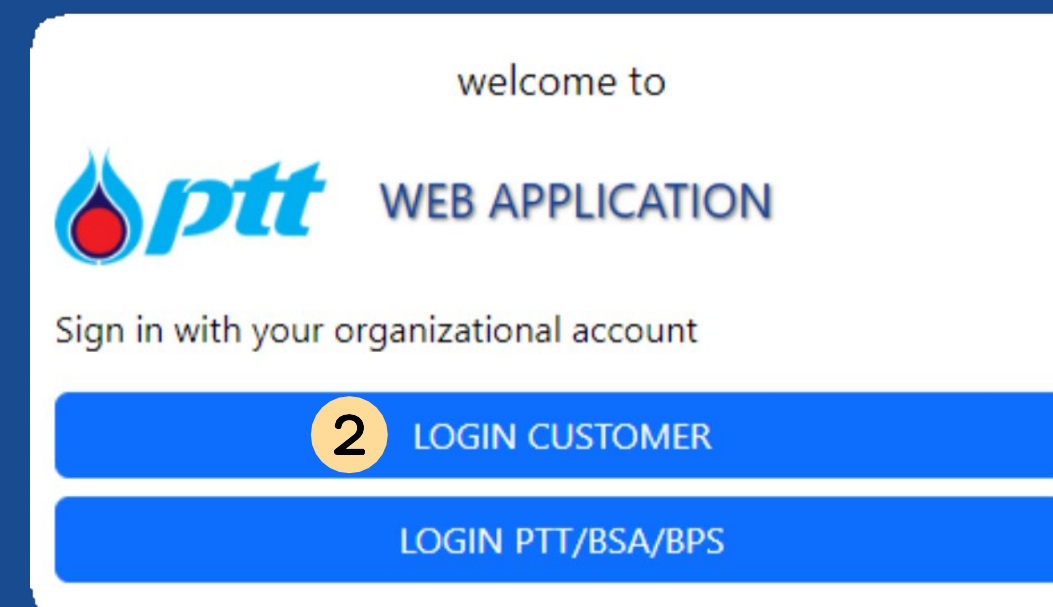 welcome to
ptt WEB APPLICATION
Sign in with your organizational account
2 LOGIN CUSTOMER
LOGIN PTT/BSA/BPS